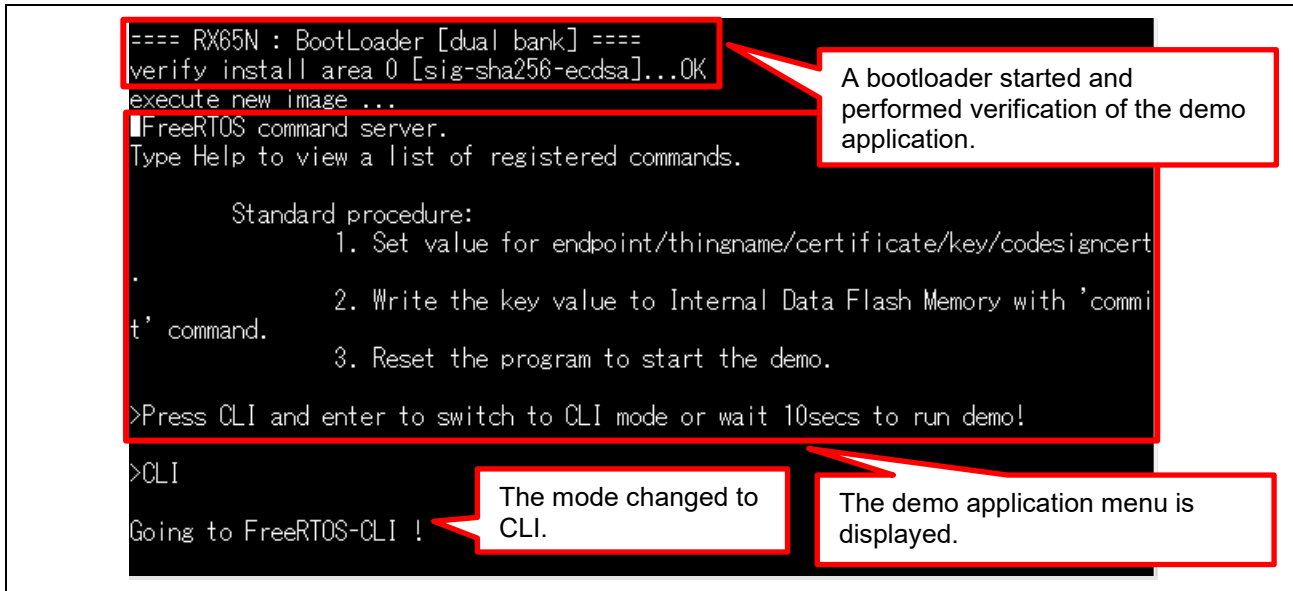 ==== RX65N : BootLoader [dual bank] ====
verify install area 0 [sig-sha256-ecdsa]...OK
execute new image ...
FreeRTOS command server.
Type Help to view a list of registered commands.
Standard procedure:
1. Set value for endpoint/thingname/certificate/key/codesigncert
.
2. Write the key value to Internal Data Flash Memory with 'commi
t' command.
3. Reset the program to start the demo.
>Press CLI and enter to switch to CLI mode or wait 10secs to run demo!
>CLI
Going to FreeRTOS-CLI !
A bootloader started and
performed verification of the demo
application.
The mode changed to
CLI.
The demo application menu is
displayed.